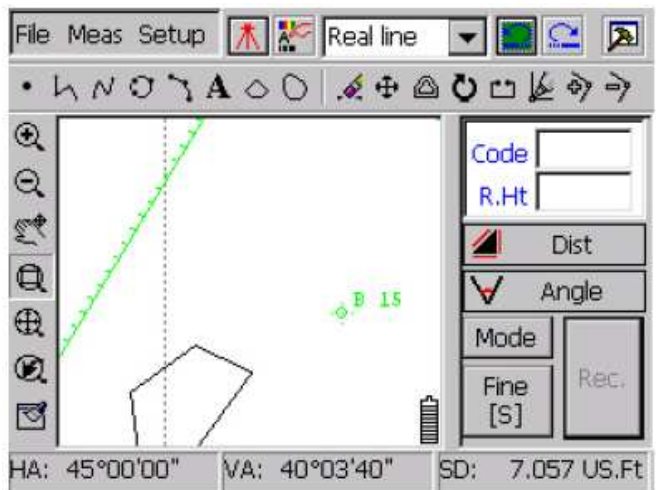 File Meas Setup Real line
A
Code
R.Ht
Dist
Angle
B 15
Mode
Fine
[S]
Rec.
HA: 45°00'00" VA: 40°03'40" SD: 7.057 US.Ft